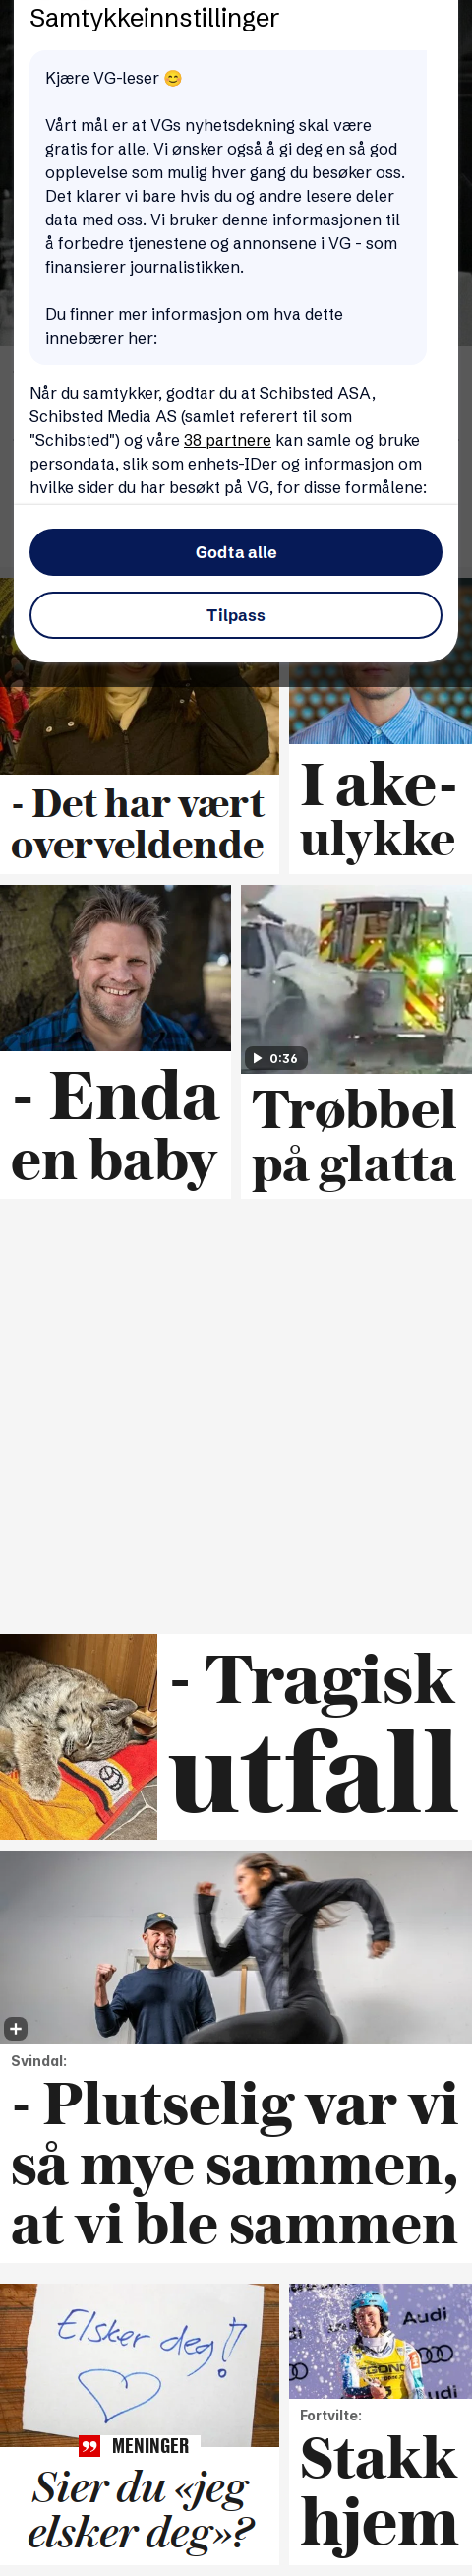 Samtykkeinnstillinger
Kjære VG-leser 😊
Vårt mål er at VGs nyhetsdekning skal være
gratis for alle. Vi ønsker også å gi deg en så god
opplevelse som mulig hver gang du besøker oss.
Det klarer vi bare hvis du og andre lesere deler
data med oss. Vi bruker denne informasjonen til
å forbedre tjenestene og annonsene i VG - som
finansierer journalistikken.
Du finner mer informasjon om hva dette
innebærer her:
Når du samtykker, godtar du at Schibsted ASA,
Schibsted Media AS (samlet referert til som
"Schibsted") og våre 38 partnere kan samle og bruke
persondata, slik som enhets-IDer og informasjon om
hvilke sider du har besøkt på VG, for disse formålene:
Godta alle
Tilpass
- Det har vært
overveldende
I ake-
ulykke
- Enda
en baby
0:36
Trøbbel
på glatta
- Tragisk
utfall
Svindal:
- Plutselig var vi
så mye sammen,
at vi ble sammen
Elsker deg!
MENINGER
Sier du «jeg
elsker deg»?
Audi
Fortvilte:
Stakk
hjem